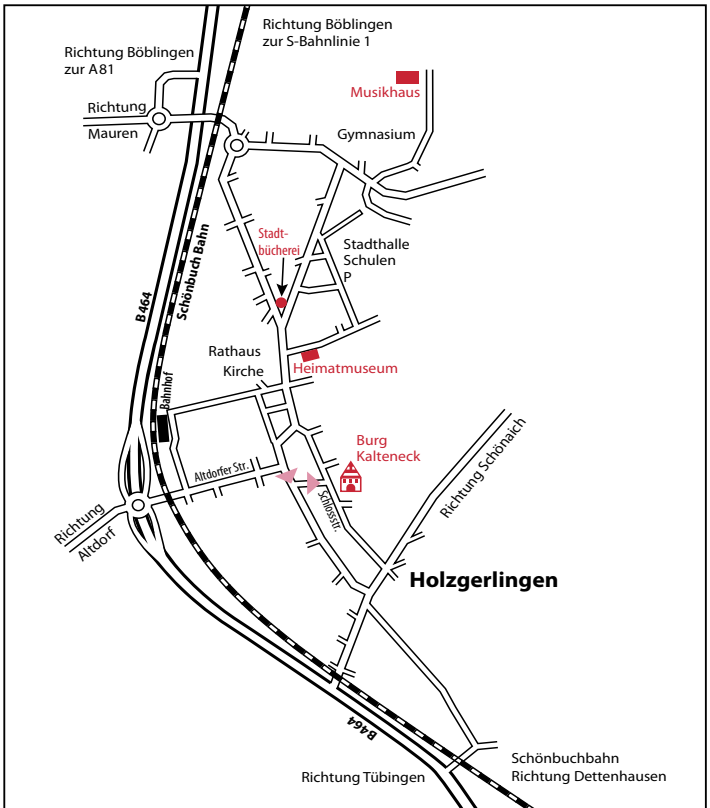 Richtung Böblingen
zur S-Bahnlinie 1
Richtung Böblingen
zur A81
Musikhaus
Richtung
Mauren
Gymnasium
Stadt-
bücherei
Stadthalle
Schulen
P
Schönbuch Bahn
B464
Rathaus
Kirche
Heimatmuseum
Bahnhof
Burg
Kalteneck
Richtung Schönaich
Altdorfer Str.
Schlossstr.
Richtung
Altdorf
Holzgerlingen
B464
Schönbuchbahn
Richtung Dettenhausen
Richtung Tübingen